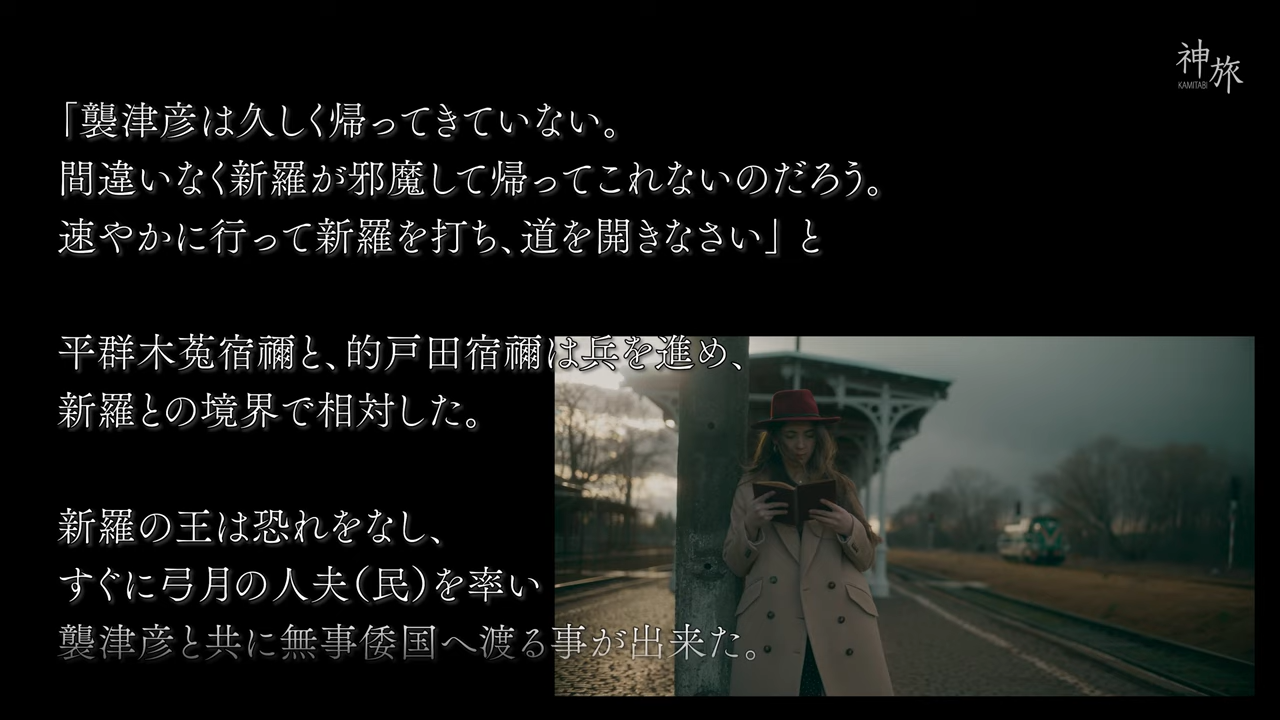 神旅
KAMITABI
「襲津彦は久しく帰ってきていない。
間違いなく新羅が邪魔して帰ってこれないのだろう。
速やかに行って新羅を打ち、道を開きなさい」と
平群木菟宿禰と、的戸田宿禰は兵を進め、
新羅との境界で相対した。
新羅の王は恐れをなし、
すぐに弓月の人夫(民)を率い
襲津彦と共に無事倭国へ渡る事が出来た。